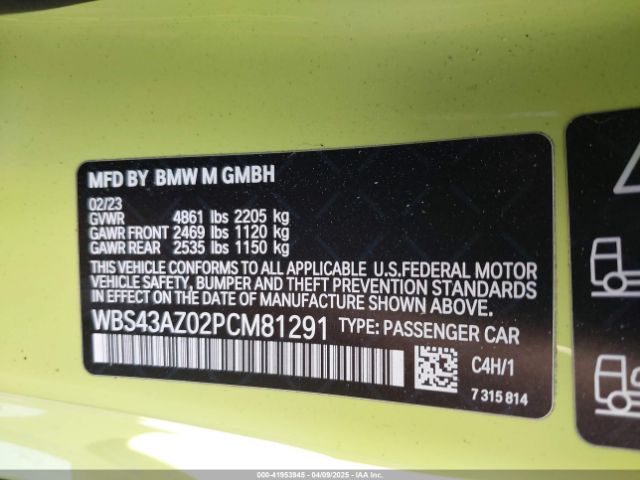 MFD BY BMW M GMBH
02/23
GVWR 4861 lbs 2205 kg
GAWR FRONT 2469 lbs 1120 kg
GAWR REAR 2535 lbs 1150 kg
THIS VEHICLE CONFORMS TO ALL APPLICABLE U.S.FEDERAL MOTOR
VEHICLE SAFETY, BUMPER AND THEFT PREVENTION STANDARDS
IN EFFECT ON THE DATE OF MANUFACTURE SHOWN ABOVE.
WBS43AZ02PCM81291 TYPE: PASSENGER CAR
C4H/1
7 315 814
000-41953945 04/09/2025 IAAI.COM